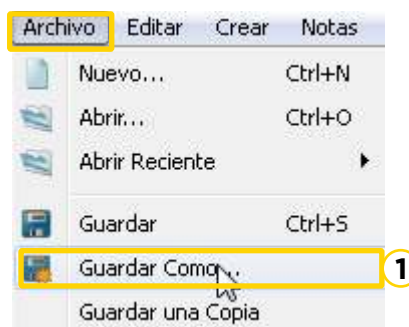 Archivo Editar Crear Notas
Nuevo... Ctrl+N
Abrir... Ctrl+O
Abrir Reciente
Guardar Ctrl+S
Guardar Como...
1
Guardar una Copia